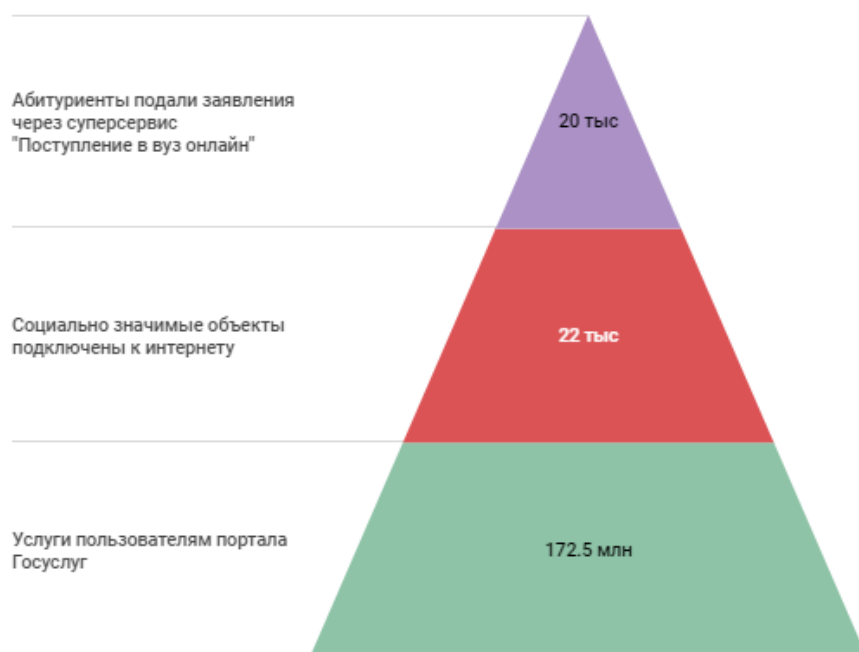 Абитуриенты подали заявления
через суперсервис
"Поступление в вуз онлайн"
20 тыс
Социально значимые объекты
подключены к интернету
22 тыс
Услуги пользователям портала
Госуслуг
172.5 млн